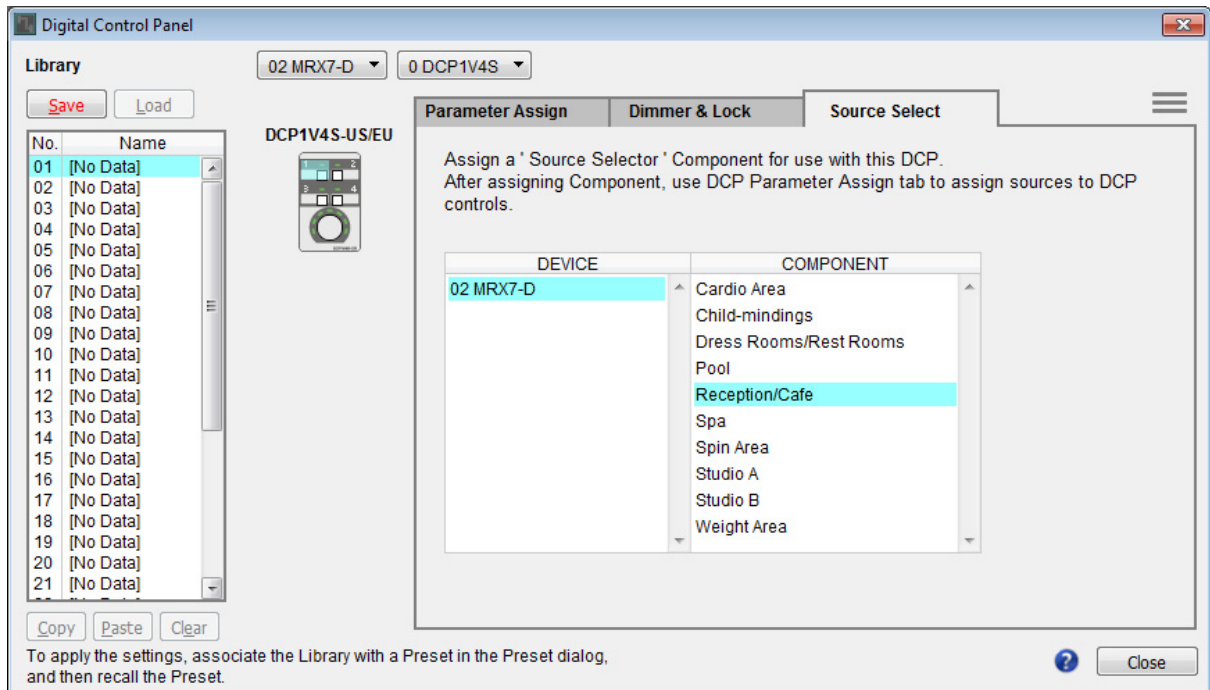 Digital Control Panel
Library
02 MRX7-D
0 DCP1V4S
Save
Load
Parameter Assign
Dimmer & Lock
Source Select
No. Name
01 [No Data]
02 [No Data]
03 [No Data]
04 [No Data]
05 [No Data]
06 [No Data]
07 [No Data]
08 [No Data]
09 [No Data]
10 [No Data]
11 [No Data]
12 [No Data]
13 [No Data]
14 [No Data]
15 [No Data]
16 [No Data]
17 [No Data]
18 [No Data]
19 [No Data]
20 [No Data]
21 [No Data]
Copy
Paste
Clear
DCP1V4S-US/EU
1 2
3 4
Assign a ' Source Selector ' Component for use with this DCP.
After assigning Component, use DCP Parameter Assign tab to assign sources to DCP
controls.
DEVICE
02 MRX7-D
COMPONENT
Cardio Area
Child-mindings
Dress Rooms/Rest Rooms
Pool
Reception/Cafe
Spa
Spin Area
Studio A
Studio B
Weight Area
To apply the settings, associate the Library with a Preset in the Preset dialog,
and then recall the Preset.
?
Close